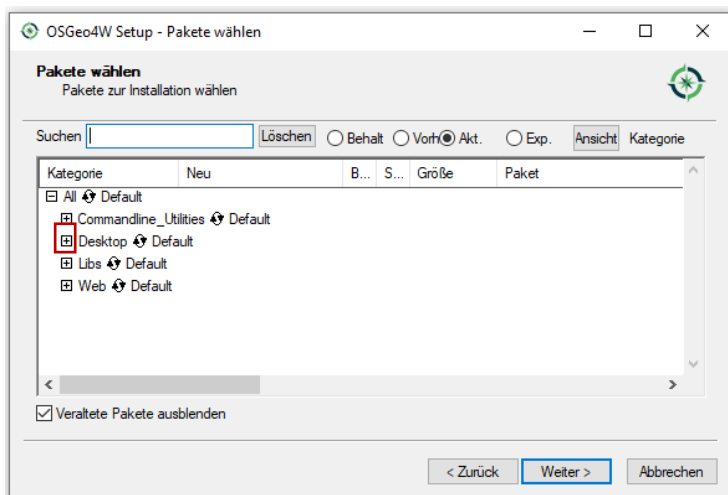 OSGeo4W Setup - Pakete wählen
Pakete wählen
Pakete zur Installation wählen
Suchen Löschen Behalt Vorh Akt. Exp. Ansicht Kategorie
Kategorie Neu B... S... Größe Paket
All Default
Commandline_Utilities Default
Desktop Default
Libs Default
Web Default
Veraltete Pakete ausblenden
< Zurück Weiter > Abbrechen